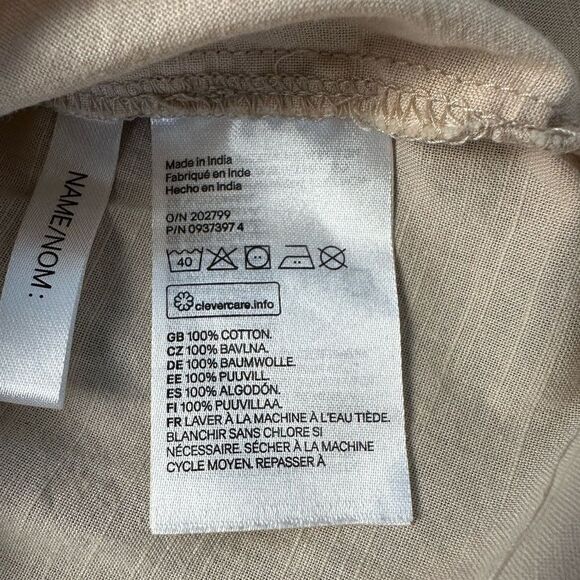 NAME/NOM :
Made in India
Fabriqué en Inde
Hecho en India
O/N 202799
P/N 0937397 4
40
clevercare.info
GB 100% COTTON.
CZ 100% BAVLNA.
DE 100% BAUMWOLLE.
EE 100% PUUVILL.
ES 100% ALGODÓN.
FI 100% PUUVILLAA.
FR LAVER À LA MACHINE À L'EAU TIÈDE.
BLANCHIR SANS CHLORE SI
NÉCESSAIRE. SÉCHER À LA MACHINE
CYCLE MOYEN. REPASSER À